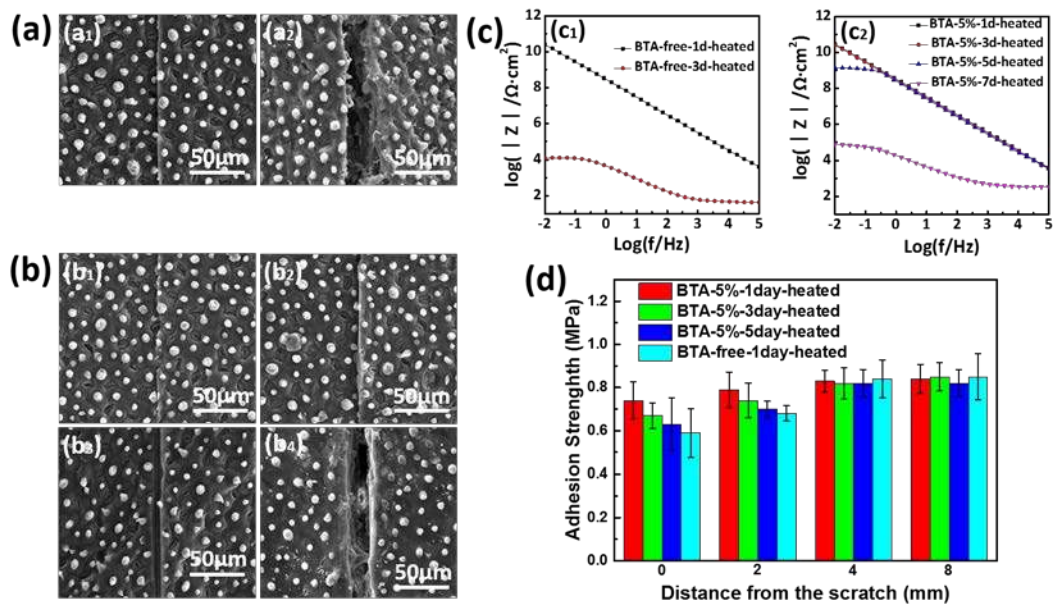 (a)
(a₁)
50μm
(a₂)
50μm
(b)
(b₁)
50μm
(b₂)
50μm
(b₃)
50μm
(b₄)
50μm
(c)
(c₁)
BTA-free-1d-heated
BTA-free-3d-heated
log( | Z | /Ω·cm²)
10
8
6
4
2
-2 -1 0 1 2 3 4 5
Log(f/Hz)
(c₂)
BTA-5%-1d-heated
BTA-5%-3d-heated
BTA-5%-5d-heated
BTA-5%-7d-heated
log( | Z | /Ω·cm²)
12
10
8
6
4
2
-2 -1 0 1 2 3 4 5
Log(f/Hz)
(d)
BTA-5%-1day-heated
BTA-5%-3day-heated
BTA-5%-5day-heated
BTA-free-1day-heated
Adhesion Strenghth (MPa)
1.2
1.0
0.8
0.6
0.4
0.2
0.0
0 2 4 8
Distance from the scratch (mm)